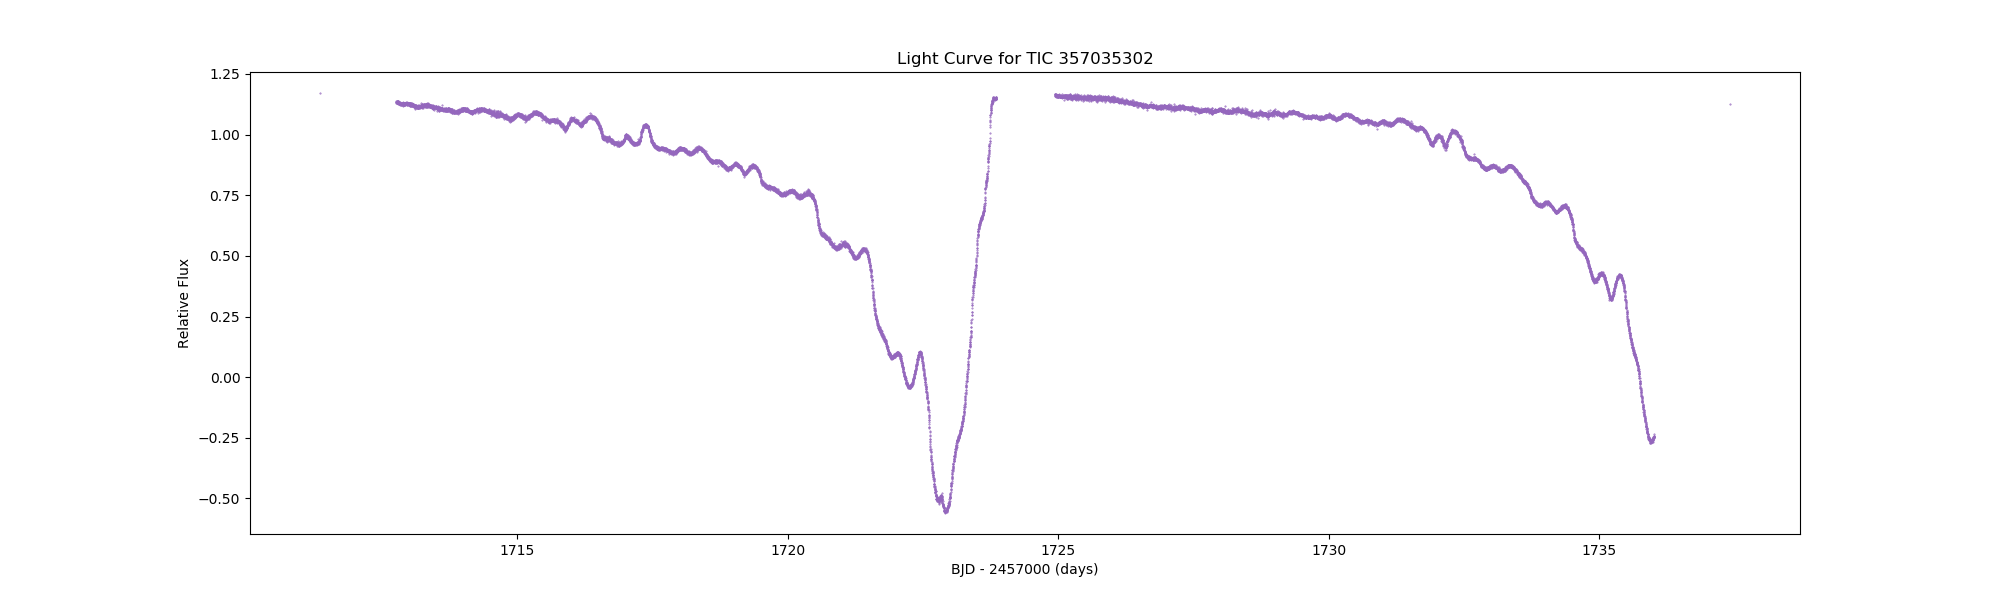 Light Curve for TIC 357035302
Relative Flux
1.25
1.00
0.75
0.50
0.25
0.00
−0.25
−0.50
1715 1720 1725 1730 1735
BJD - 2457000 (days)